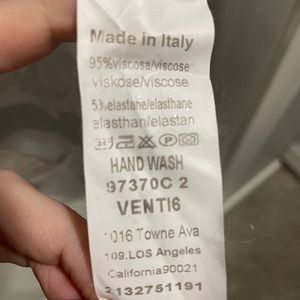 Made in Italy
95%viscosa/viscose
viskose/viscose
5%elastane/elasthane
elasthan/elastan
HAND WASH
97370C 2
VENTI6
1016 Towne Ava
109.LOS Angeles
California90021
3132751191